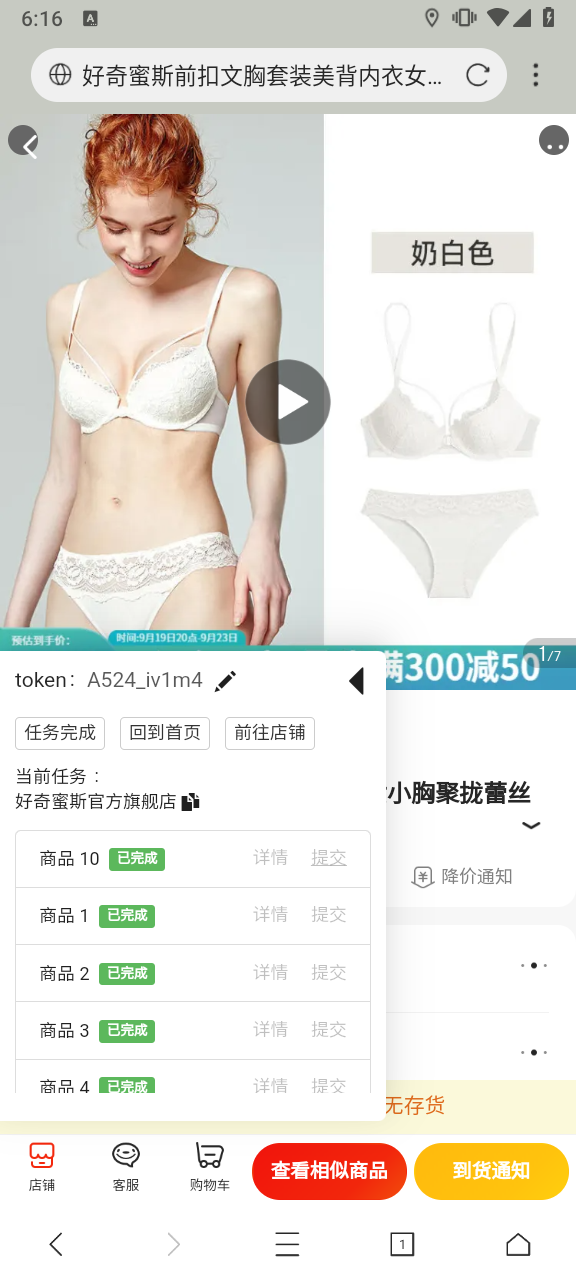 6:16 A
好奇蜜斯前扣文胸套装美背内衣女...
奶白色
预估到手价:
时间:9月19日20点-9月23日
满300减50
1/7
token: A524_iv1m4
任务完成 回到首页 前往店铺
当前任务：
好奇蜜斯官方旗舰店
小胸聚拢蕾丝
降价通知
商品 10 已完成 详情 提交
商品 1 已完成 详情 提交
商品 2 已完成 详情 提交
商品 3 已完成 详情 提交
商品 4 已完成 详情 提交
无存货
店铺 客服 购物车 查看相似商品 到货通知
1